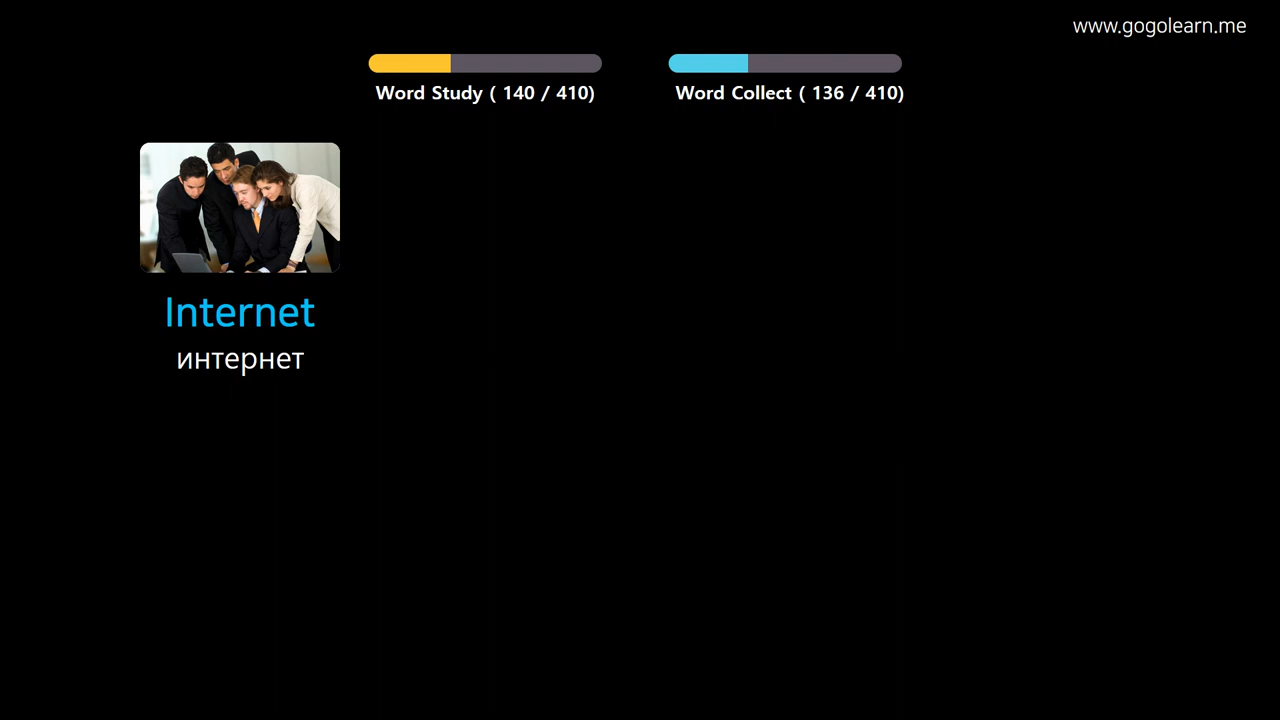 www.gogolearn.me
Word Study ( 140 / 410)
Word Collect ( 136 / 410)
Internet
интернет